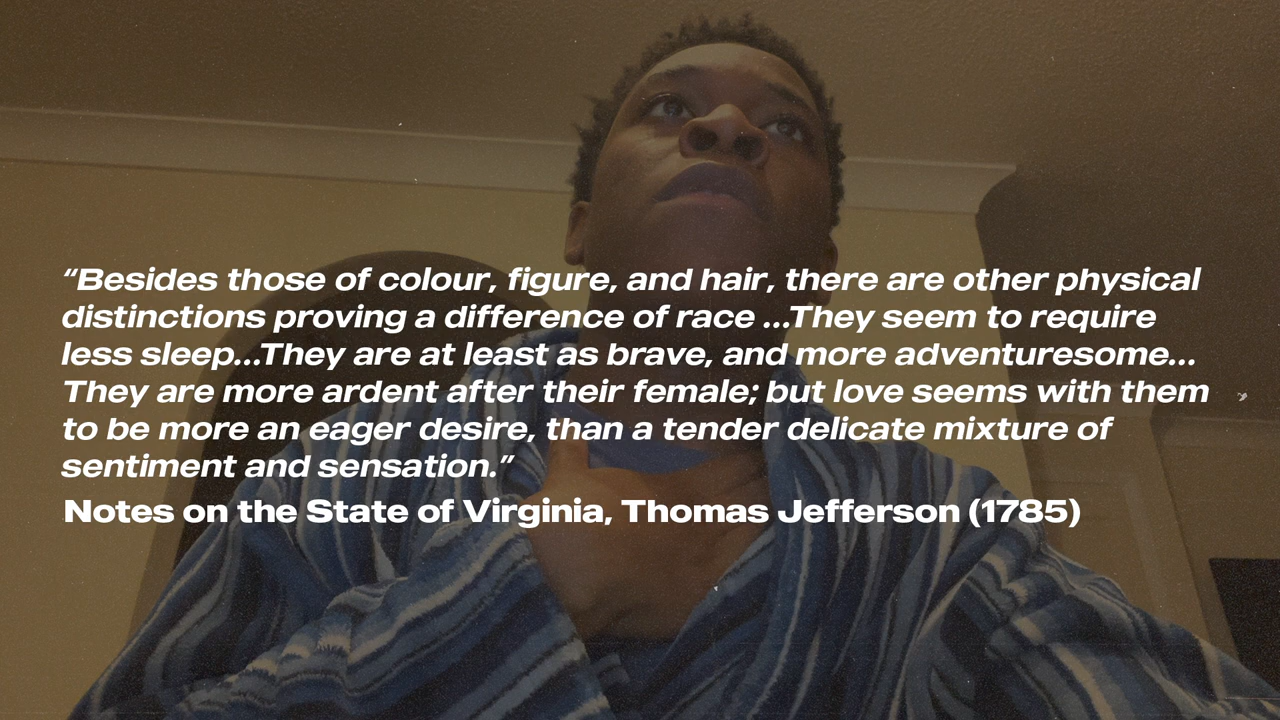 “Besides those of colour, figure, and hair, there are other physical
distinctions proving a difference of race ...They seem to require
less sleep...They are at least as brave, and more adventuresome...
They are more ardent after their female; but love seems with them
to be more an eager desire, than a tender delicate mixture of
sentiment and sensation.”
Notes on the State of Virginia, Thomas Jefferson (1785)